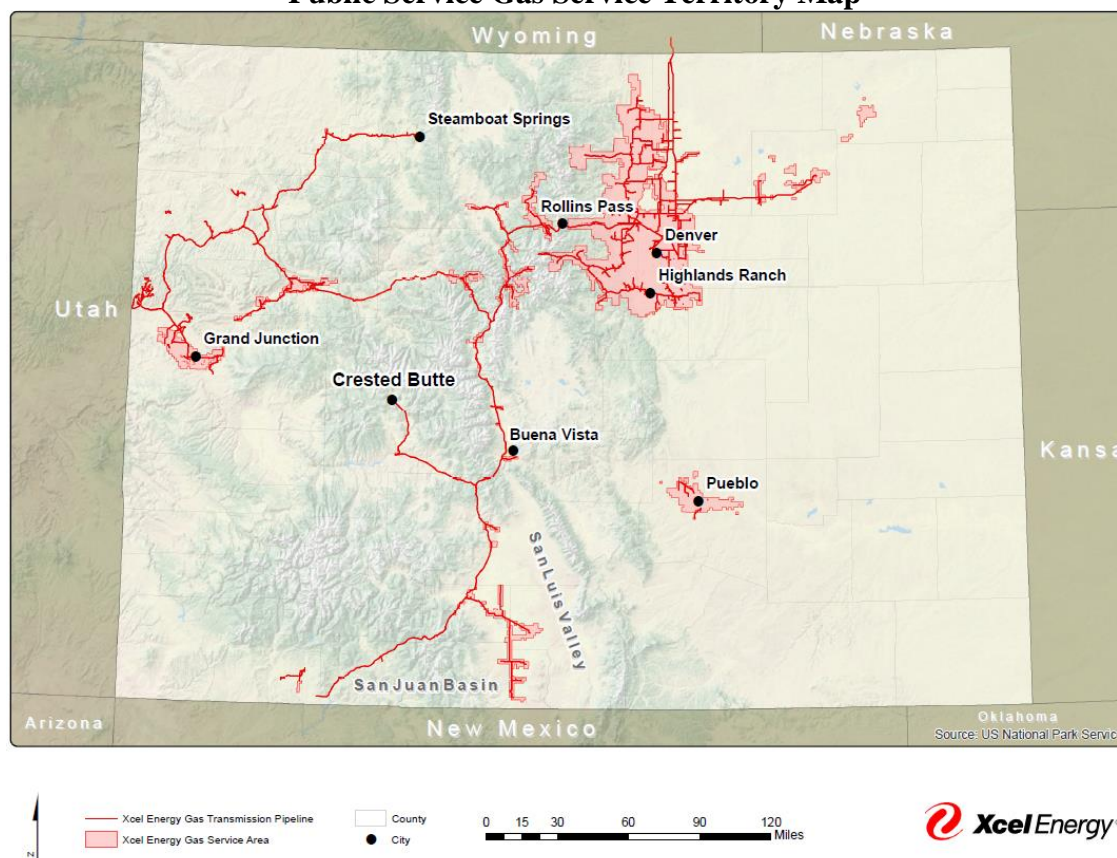 Public Service Gas Service Territory Map
Wyoming
Nebraska
Steamboat Springs
Rollins Pass
Denver
Highlands Ranch
Utah
Grand Junction
Crested Butte
Buena Vista
Kansa
Pueblo
San Luis Valley
San Juan Basin
Arizona
New Mexico
Oklahoma
Source: US National Park Servic
N
Xcel Energy Gas Transmission Pipeline
Xcel Energy Gas Service Area
County
City
0 15 30 60 90 120
Miles
Xcel Energy